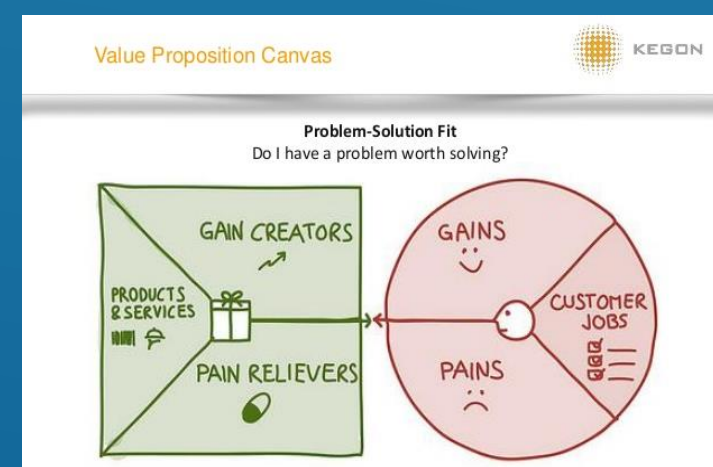 Value Proposition Canvas
KEGON
Problem-Solution Fit
Do I have a problem worth solving?
GAIN CREATORS
PRODUCTS
& SERVICES
PAIN RELIEVERS
GAINS
CUSTOMER
JOBS
PAINS